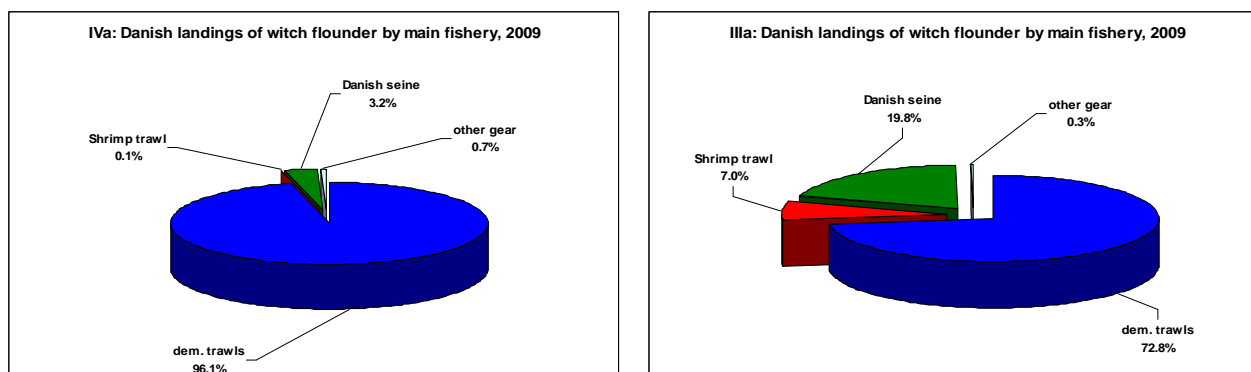 IVa: Danish landings of witch flounder by main fishery, 2009
Danish seine
3.2%
other gear
0.7%
Shrimp trawl
0.1%
dem. trawls
96.1%
IIIa: Danish landings of witch flounder by main fishery, 2009
Danish seine
19.8%
other gear
0.3%
Shrimp trawl
7.0%
dem. trawls
72.8%